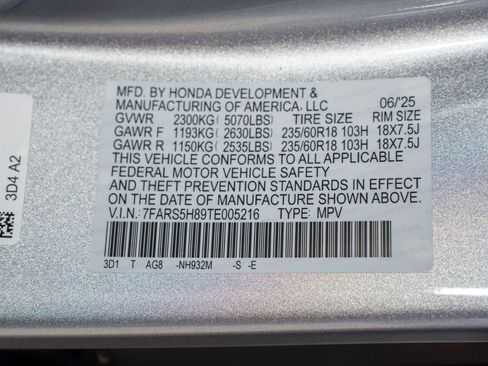 MFD. BY HONDA DEVELOPMENT &
MANUFACTURING OF AMERICA, LLC 06/25
GVWR 2300KG (5070LBS) TIRE SIZE RIM SIZE
GAWR F 1193KG (2630LBS) 235/60R18 103H 18X7.5J
GAWR R 1150KG (2535LBS) 235/60R18 103H 18X7.5J
THIS VEHICLE CONFORMS TO ALL APPLICABLE
FEDERAL MOTOR VEHICLE SAFETY
AND THEFT PREVENTION STANDARDS IN EFFECT
ON THE DATE OF MANUFACTURE SHOWN ABOVE.
V.I.N.: 7FARS5H89TE005216 TYPE: MPV
3D1 T AG8 -NH932M -S -E
3D4 A2